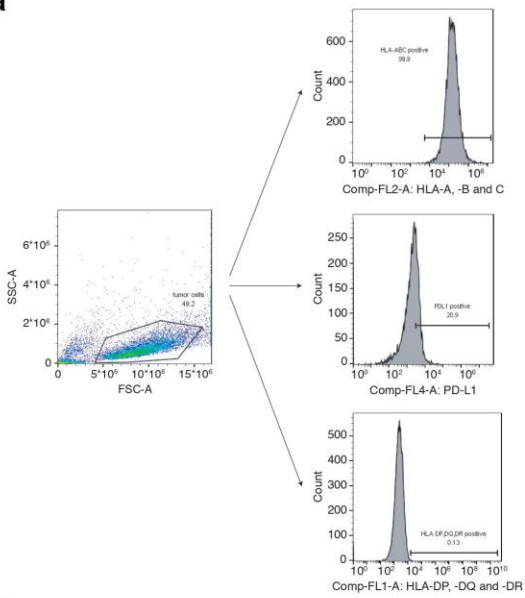 a
600
400
200
0
Count
HLA-ABC positive
99.9
10⁰ 10² 10⁴ 10⁶
Comp-FL2-A: HLA-A, -B and C
SSC-A
6*10⁶
4*10⁶
2*10⁶
0
tumor cells
49.2
0 5*10⁶ 10*10⁶ 15*10⁶
FSC-A
250
200
150
100
50
0
Count
PDL1 positive
20.9
10⁰ 10² 10⁴ 10⁶
Comp-FL4-A: PD-L1
500
400
300
200
100
0
Count
HLA DP,DQ,DR positive
0.13
10⁰ 10² 10⁴ 10⁶ 10⁸ 10¹⁰
Comp-FL1-A: HLA-DP, -DQ and -DR